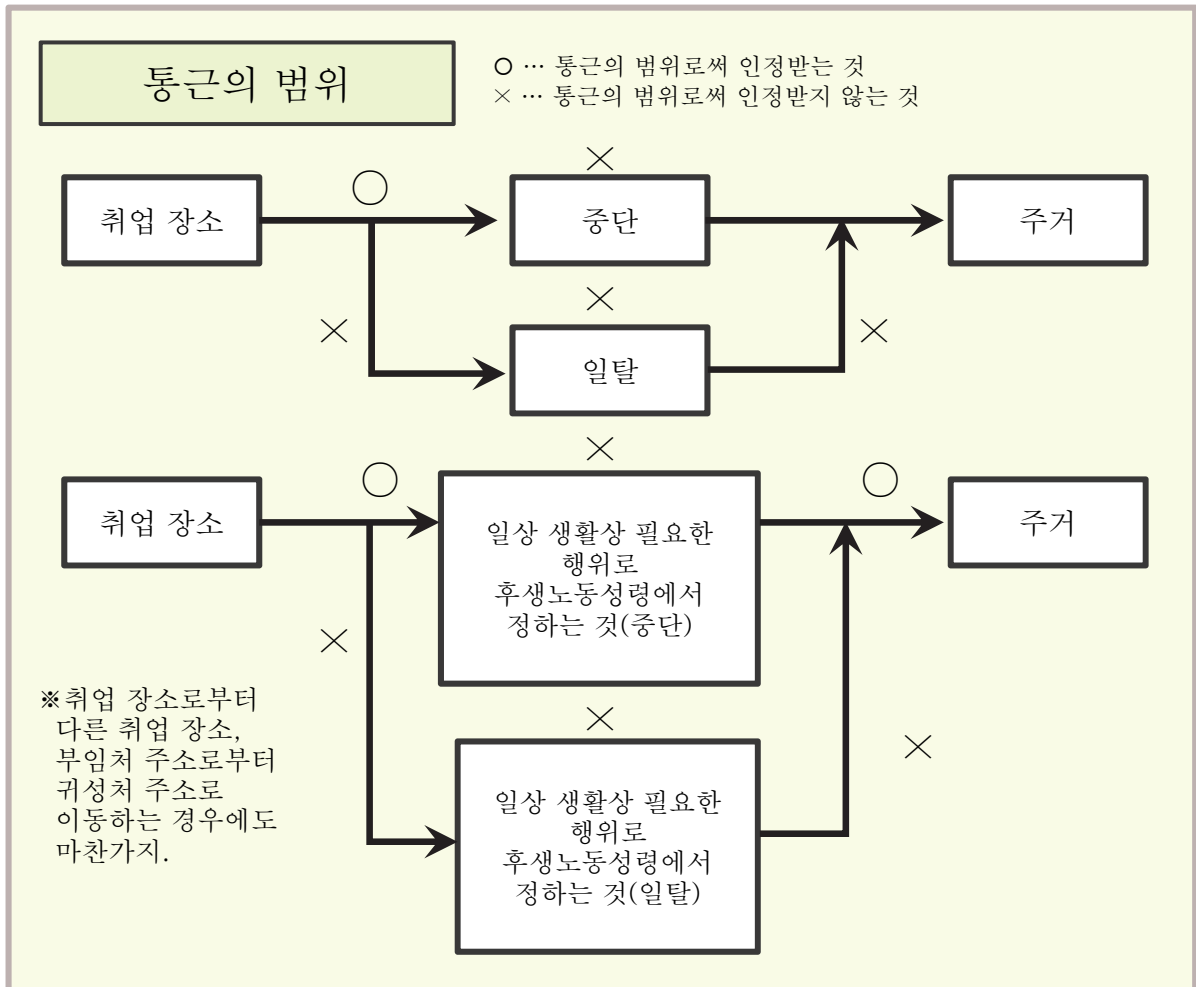 통근의 범위
○ … 통근의 범위로써 인정받는 것
× … 통근의 범위로써 인정받지 않는 것
×
○
취업 장소
중단
주거
×
×
×
일탈
×
○
○
취업 장소
일상 생활상 필요한
행위로
후생노동성령에서
정하는 것(중단)
주거
×
※취업 장소로부터
다른 취업 장소,
부임처 주소로부터
귀성처 주소로
이동하는 경우에도
마찬가지.
×
×
일상 생활상 필요한
행위로
후생노동성령에서
정하는 것(일탈)